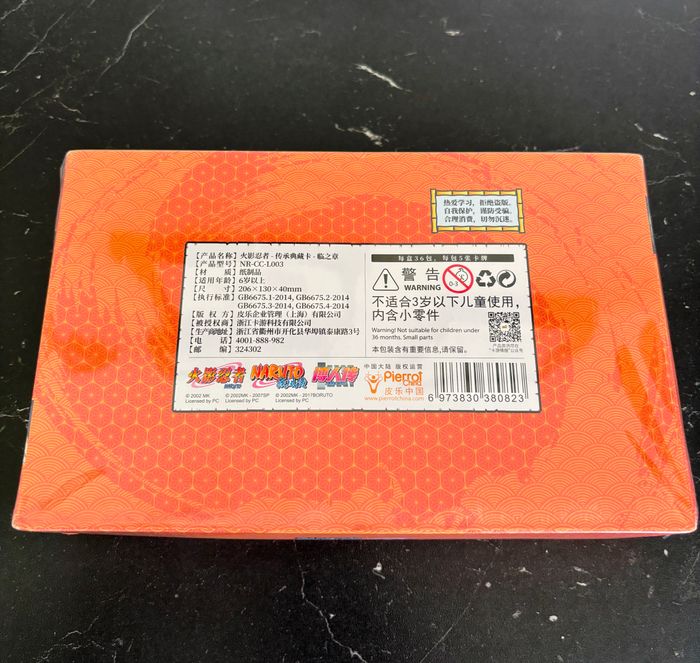 热爱学习，拒绝盗版。
自我保护，谨防受骗。
合理消费，切勿沉迷。
【产品名称】火影忍者 - 传承典藏卡 - 临之章
【产品型号】NR-CC-L003
【材 质】纸制品
【适用年龄】6岁以上
【尺 寸】206×130×40mm
【执行标准】GB6675.1-2014, GB6675.2-2014
GB6675.3-2014, GB6675.4-2014
【版 权 方】皮乐企业管理（上海）有限公司
【被授权商】浙江卡游科技有限公司
【生产商地址】浙江省衢州市开化县华埠镇泰康路3号
【电 话】4001-888-982
【邮 编】324302
每盒36包，每包5张卡牌
警告
WARNING
0-3
不适合3岁以下儿童使用，
内含小零件
Warning! Not suitable for children under
36 months. Small parts
本包装含有重要信息,请保留。
火影忍者
NARUTO
NARUTO
疾风传
博人传
© 2002 MK
Licensed by PC
© 2002MK - 2007SP
Licensed by PC
© 2002MK - 2017BORUTO
Licensed by PC
中国大陆 版权运营
Pierrot
China
皮乐中国
www.pierrotchina.com
6 973830 380823